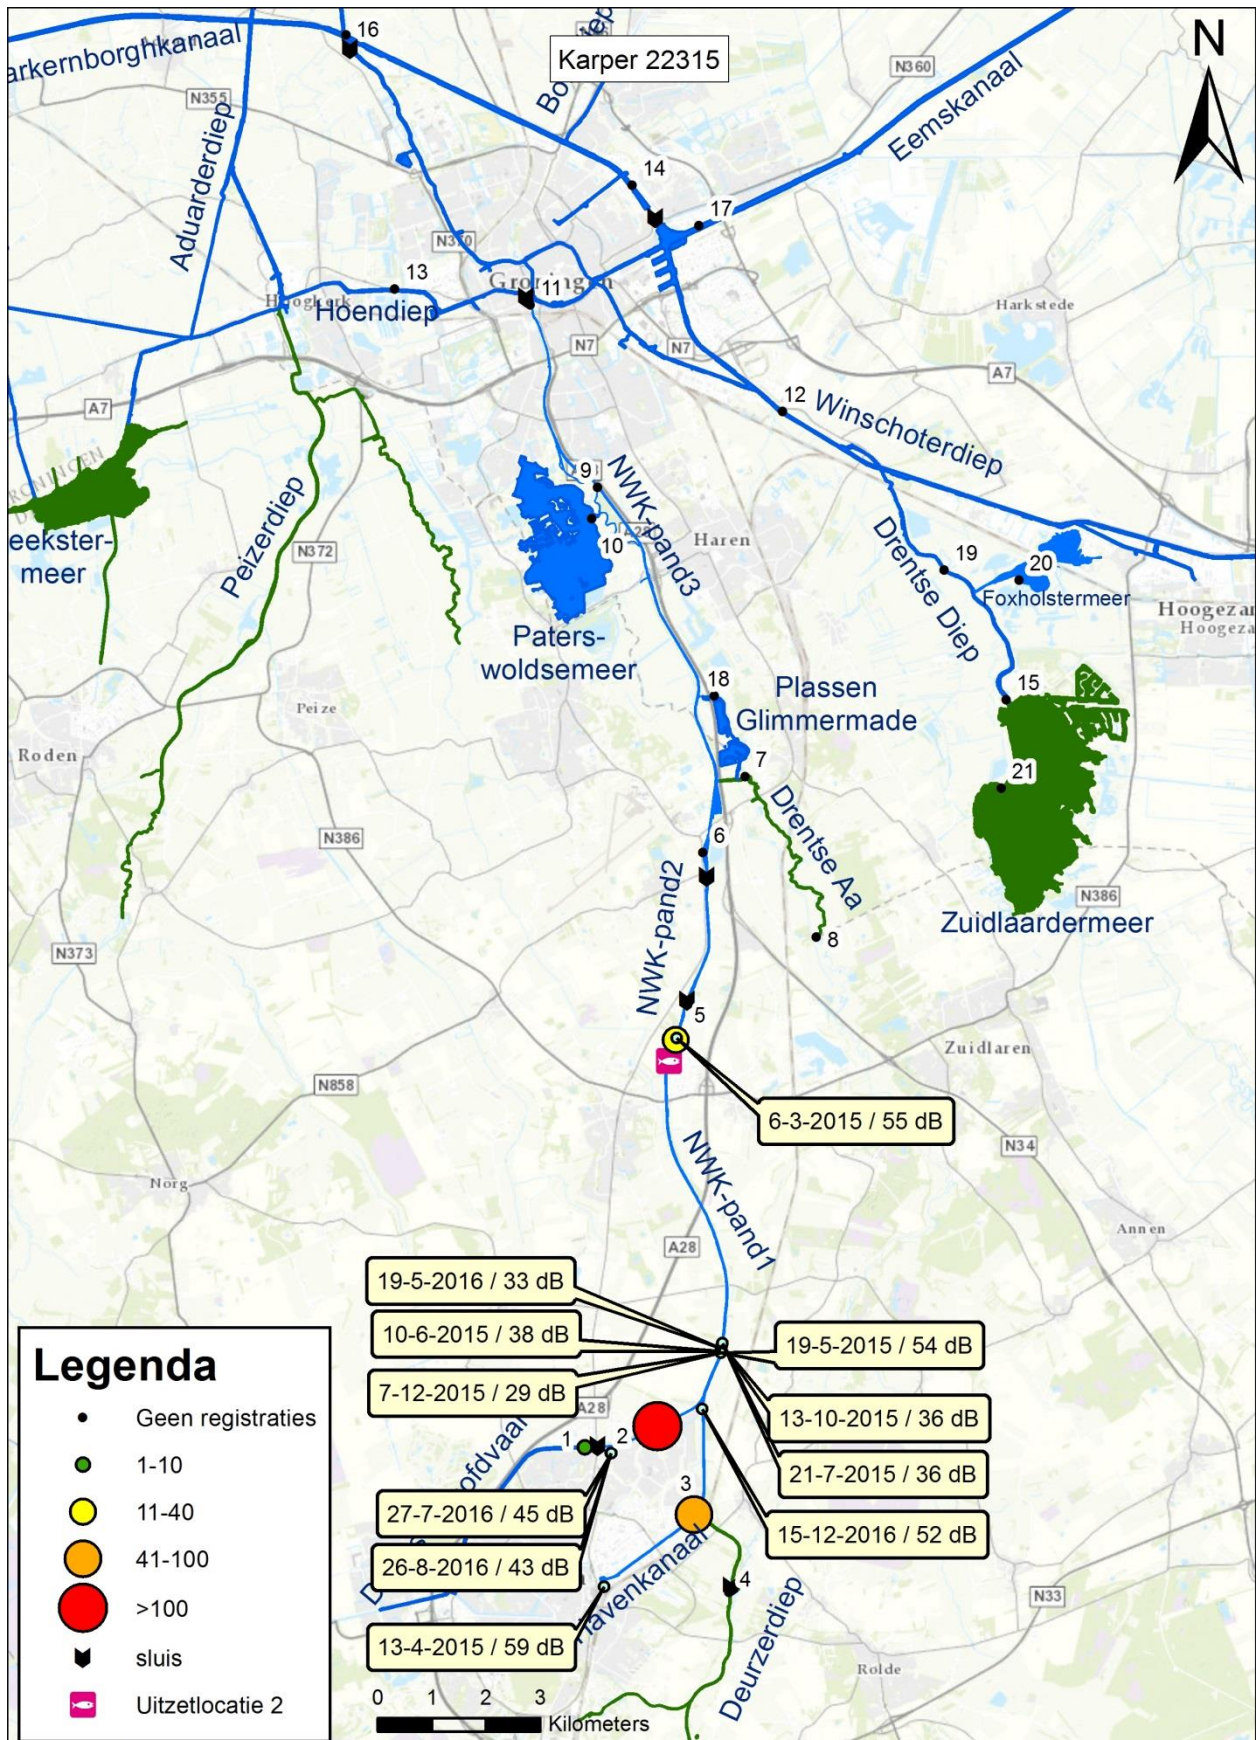 Karper 22315
N
16
arkernborghkanaal
N355
N360
Eemskanaal
Aduarderdiep
14
17
N370
Groningen
11
13
Hoogkerk
Hoendiep
Harkstede
N7
N7
A7
A7
12
Winschoterdiep
9
10
NWK-pand3
Haren
Peizerdiep
N372
eekster-
meer
Paters-
woldsemeer
Drentse Diep
19
20
Foxholstermeer
Hoogezan
Hoogeza
18
Plassen
Glimmermade
7
15
21
Peize
Roden
N386
Drentse Aa
6
NWK-pand2
8
N386
Zuidlaardermeer
N373
5
Zuidlaren
N858
6-3-2015 / 55 dB
N34
NWK-pand1
Norg
Annen
A28
19-5-2016 / 33 dB
10-6-2015 / 38 dB
7-12-2015 / 29 dB
19-5-2015 / 54 dB
13-10-2015 / 36 dB
21-7-2015 / 36 dB
15-12-2016 / 52 dB
A28
1
2
3
4
27-7-2016 / 45 dB
26-8-2016 / 43 dB
13-4-2015 / 59 dB
Havenkanaal
Deurzerdiep
N33
Rolde
Legenda
Geen registraties
1-10
11-40
41-100
>100
sluis
Uitzetlocatie 2
0 1 2 3
Kilometers